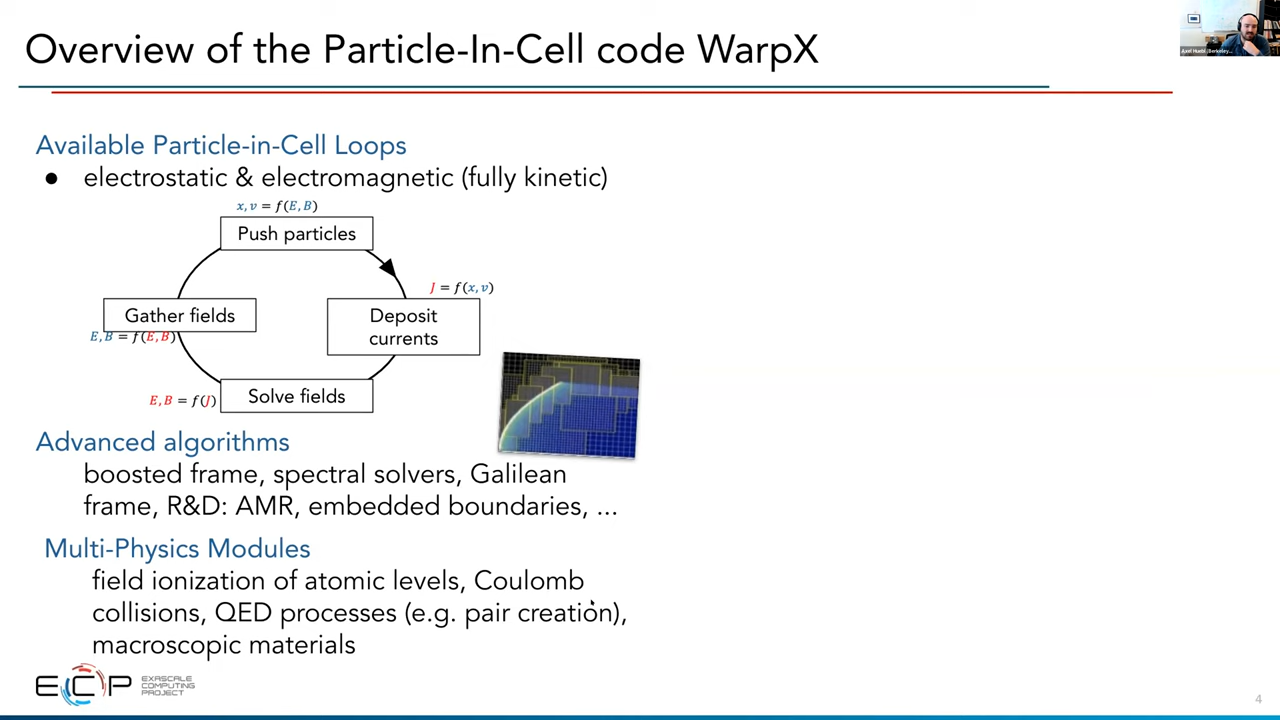 Overview of the Particle-In-Cell code WarpX
Available Particle-in-Cell Loops
● electrostatic & electromagnetic (fully kinetic)
x, v = f(E, B)
Push particles
J = f(x, v)
Gather fields
Deposit
currents
E, B = f(E, B)
E, B = f(J)
Solve fields
Advanced algorithms
boosted frame, spectral solvers, Galilean
frame, R&D: AMR, embedded boundaries, ...
Multi-Physics Modules
field ionization of atomic levels, Coulomb
collisions, QED processes (e.g. pair creation),
macroscopic materials
ECP
EXASCALE
COMPUTING
PROJECT
4